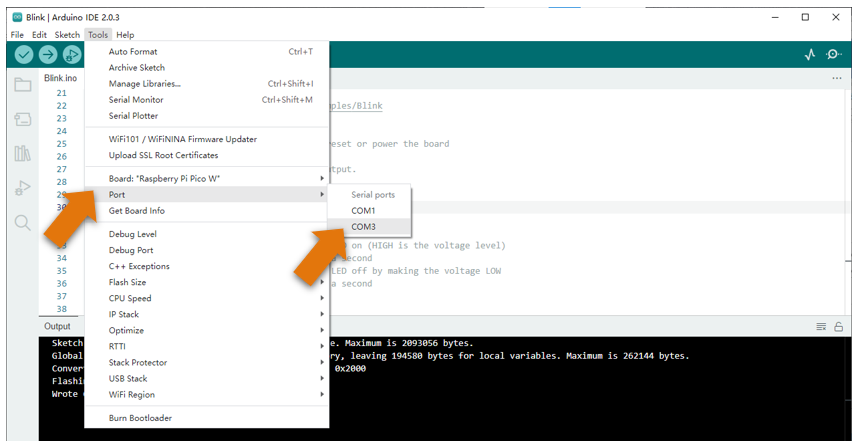 Blink | Arduino IDE 2.0.3
File Edit Sketch Tools Help
Blink.ino
Auto Format Ctrl+T
Archive Sketch
Manage Libraries... Ctrl+Shift+I
Serial Monitor Ctrl+Shift+M
Serial Plotter
WiFi101 / WiFiNINA Firmware Updater
Upload SSL Root Certificates
Board: "Raspberry Pi Pico W"
Port
Get Board Info
Debug Level
Debug Port
C++ Exceptions
Flash Size
CPU Speed
IP Stack
Optimize
RTTI
Stack Protector
USB Stack
WiFi Region
Burn Bootloader
Serial ports
COM1
COM3
21
22 ples/Blink
23
24
25 reset or power the board
26
27 tput.
28
29
30
33 on (HIGH is the voltage level)
34 second
35 LED off by making the voltage LOW
36 a second
37
38
Output
Sketch e. Maximum is 2093056 bytes.
Global ry, leaving 194580 bytes for local variables. Maximum is 262144 bytes.
Conver 0x2000
Flashi
Wrote